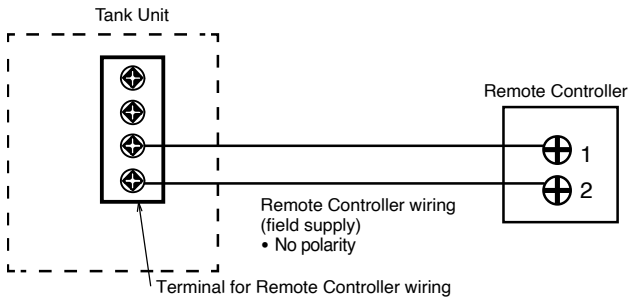 Tank Unit
Remote Controller
1
2
Remote Controller wiring
(field supply)
• No polarity
Terminal for Remote Controller wiring